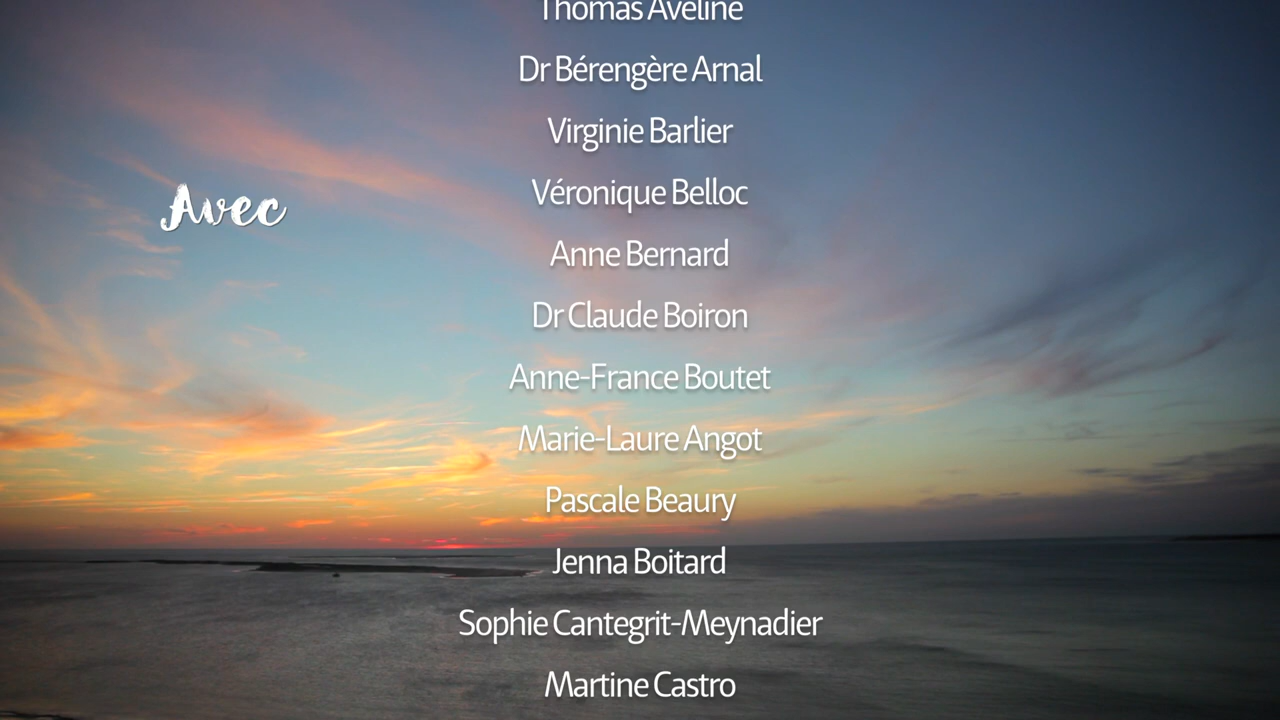 Thomas Aveline
Dr Bérengère Arnal
Virginie Barlier
Véronique Belloc
Avec
Anne Bernard
Dr Claude Boiron
Anne-France Boutet
Marie-Laure Angot
Pascale Beaury
Jenna Boitard
Sophie Cantegrit-Meynadier
Martine Castro